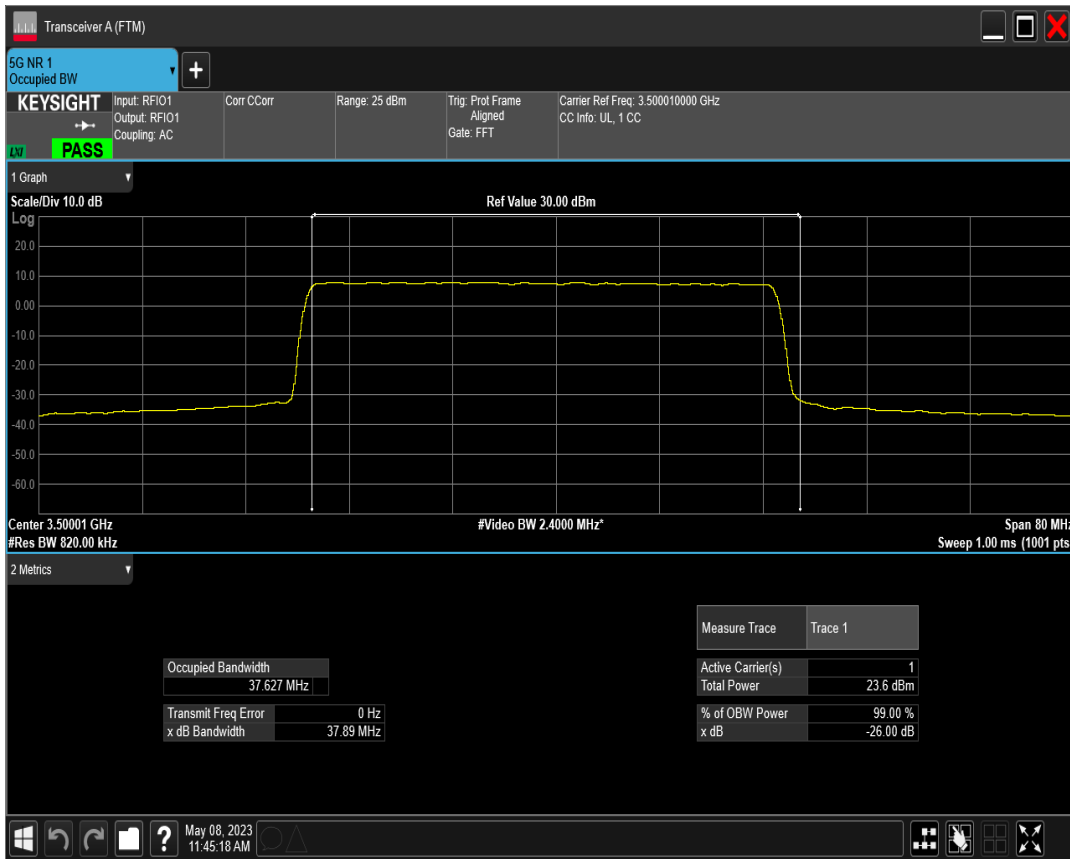 Transceiver A (FTM)
5G NR 1
Occupied BW
KEYSIGHT
LXI
PASS
Input: RFIO1
Output: RFIO1
Coupling: AC
Corr CCorr
Range: 25 dBm
Trig: Prot Frame
Aligned
Gate: FFT
Carrier Ref Freq: 3.500010000 GHz
CC Info: UL, 1 CC
1 Graph
Scale/Div 10.0 dB
Ref Value 30.00 dBm
Log
20.0
10.0
0.00
-10.0
-20.0
-30.0
-40.0
-50.0
-60.0
Center 3.50001 GHz
#Video BW 2.4000 MHz*
Span 80 MHz
#Res BW 820.00 kHz
Sweep 1.00 ms (1001 pts
2 Metrics
Measure Trace Trace 1
Occupied Bandwidth
37.627 MHz
Active Carrier(s) 1
Total Power 23.6 dBm
Transmit Freq Error 0 Hz
x dB Bandwidth 37.89 MHz
% of OBW Power 99.00 %
x dB -26.00 dB
?
May 08, 2023
11:45:18 AM